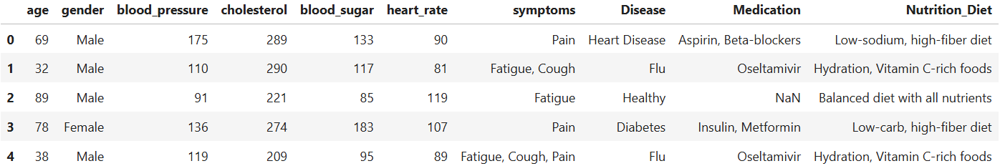 age gender blood_pressure cholesterol blood_sugar heart_rate symptoms Disease Medication Nutrition_Diet
0 69 Male 175 289 133 90 Pain Heart Disease Aspirin, Beta-blockers Low-sodium, high-fiber diet
1 32 Male 110 290 117 81 Fatigue, Cough Flu Oseltamivir Hydration, Vitamin C-rich foods
2 89 Male 91 221 85 119 Fatigue Healthy NaN Balanced diet with all nutrients
3 78 Female 136 274 183 107 Pain Diabetes Insulin, Metformin Low-carb, high-fiber diet
4 38 Male 119 209 95 89 Fatigue, Cough, Pain Flu Oseltamivir Hydration, Vitamin C-rich foods